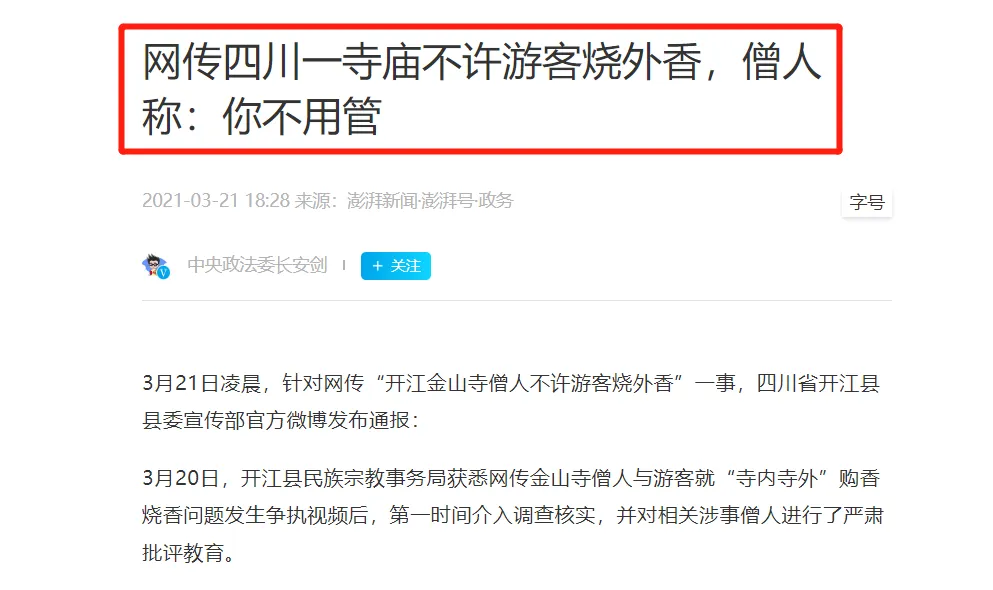 网传四川一寺庙不许游客烧外香，僧人
称：你不用管
2021-03-21 18:28 来源：澎湃新闻·澎湃号·政务
字号
中央政法委长安剑
+ 关注
3月21日凌晨，针对网传“开江金山寺僧人不许游客烧外香”一事，四川省开江县
县委宣传部官方微博发布通报：
3月20日，开江县民族宗教事务局获悉网传金山寺僧人与游客就“寺内寺外”购香
烧香问题发生争执视频后，第一时间介入调查核实，并对相关涉事僧人进行了严肃
批评教育。